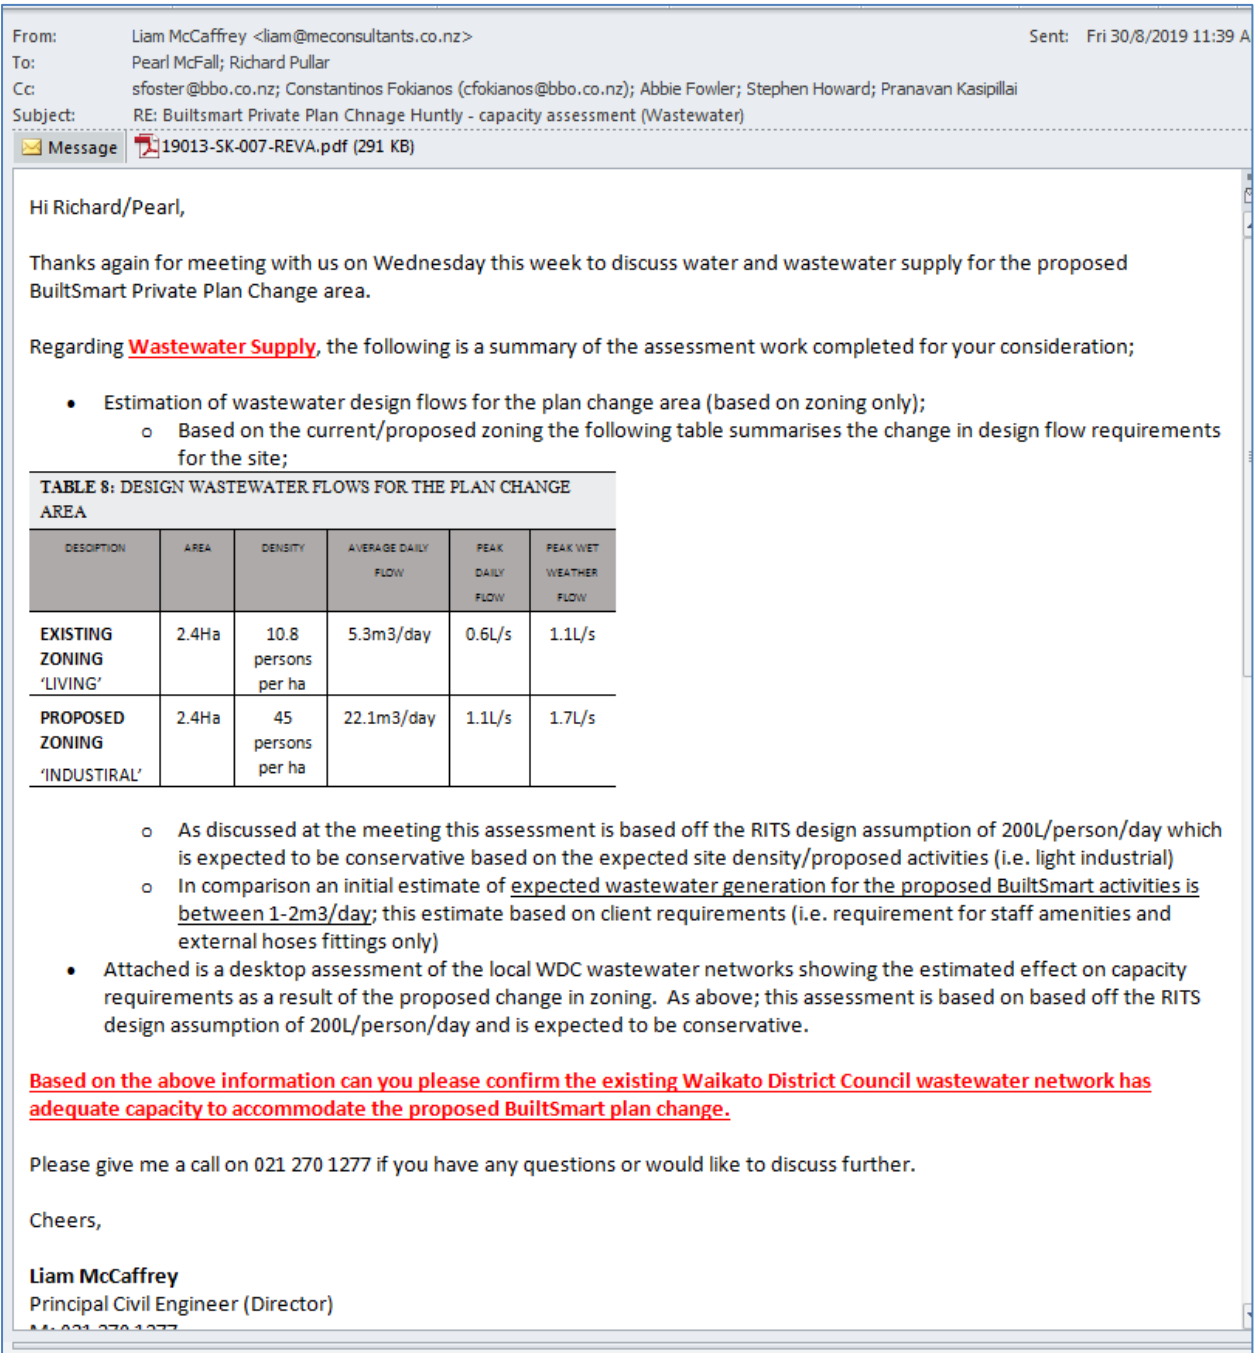 From: Liam McCaffrey <liam@meconsultants.co.nz> Sent: Fri 30/8/2019 11:39 A
To: Pearl McFall; Richard Pullar
Cc: sfoster@bbo.co.nz; Constantinos Fokianos (cfokianos@bbo.co.nz); Abbie Fowler; Stephen Howard; Pranavan Kasipillai
Subject: RE: Builtsmart Private Plan Chnage Huntly - capacity assessment (Wastewater)
Message 19013-SK-007-REVA.pdf (291 KB)
Hi Richard/Pearl,
Thanks again for meeting with us on Wednesday this week to discuss water and wastewater supply for the proposed
BuiltSmart Private Plan Change area.
Regarding Wastewater Supply, the following is a summary of the assessment work completed for your consideration;
• Estimation of wastewater design flows for the plan change area (based on zoning only);
o Based on the current/proposed zoning the following table summarises the change in design flow requirements
for the site;
TABLE 8: DESIGN WASTEWATER FLOWS FOR THE PLAN CHANGE
AREA
DESCIPTION AREA DENSITY AVERAGE DAILY PEAK PEAK WET
FLOW DAILY WEATHER
FLOW FLOW
EXISTING 2.4Ha 10.8 5.3m3/day 0.6L/s 1.1L/s
ZONING persons
'LIVING' per ha
PROPOSED 2.4Ha 45 22.1m3/day 1.1L/s 1.7L/s
ZONING persons
'INDUSTIRAL' per ha
o As discussed at the meeting this assessment is based off the RITS design assumption of 200L/person/day which
is expected to be conservative based on the expected site density/proposed activities (i.e. light industrial)
o In comparison an initial estimate of expected wastewater generation for the proposed BuiltSmart activities is
between 1-2m3/day; this estimate based on client requirements (i.e. requirement for staff amenities and
external hoses fittings only)
• Attached is a desktop assessment of the local WDC wastewater networks showing the estimated effect on capacity
requirements as a result of the proposed change in zoning. As above; this assessment is based on based off the RITS
design assumption of 200L/person/day and is expected to be conservative.
Based on the above information can you please confirm the existing Waikato District Council wastewater network has
adequate capacity to accommodate the proposed BuiltSmart plan change.
Please give me a call on 021 270 1277 if you have any questions or would like to discuss further.
Cheers,
Liam McCaffrey
Principal Civil Engineer (Director)
M: 021 270 1277